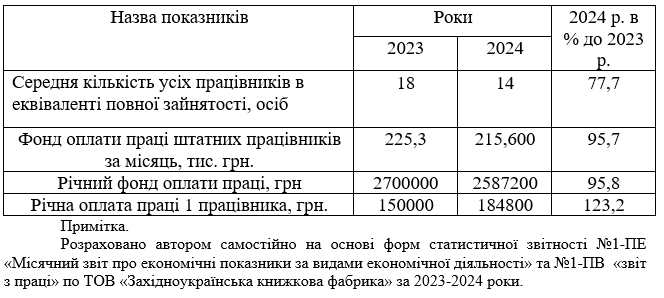 Назва показників Роки 2024 р. в
% до 2023
р.
2023 2024
Середня кількість усіх працівників в
еквіваленті повної зайнятості, осіб 18 14 77,7
Фонд оплати праці штатних працівників
за місяць, тис. грн. 225,3 215,600 95,7
Річний фонд оплати праці, грн 2700000 2587200 95,8
Річна оплата праці 1 працівника, грн. 150000 184800 123,2
Примітка.
Розраховано автором самостійно на основі форм статистичної звітності №1-ПЕ
«Місячний звіт про економічні показники за видами економічної діяльності» та №1-ПВ «звіт
з праці» по ТОВ «Західноукраїнська книжкова фабрика» за 2023-2024 роки.